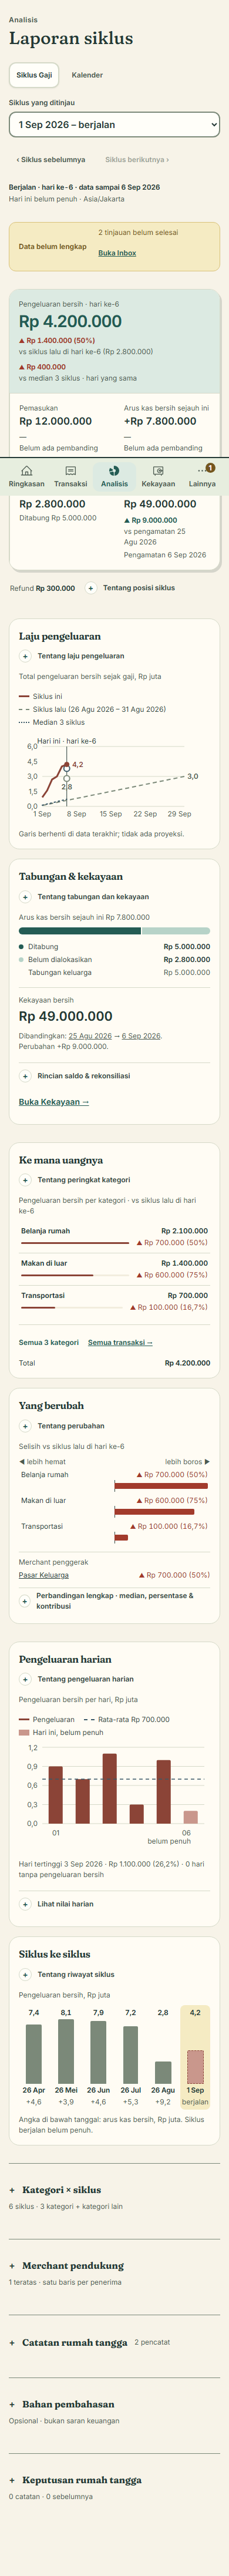 Analisis
Laporan siklus
Siklus Gaji
Kalender
Siklus yang ditinjau
1 Sep 2026 – berjalan
‹ Siklus sebelumnya
Siklus berikutnya ›
Berjalan · hari ke-6 · data sampai 6 Sep 2026
Hari ini belum penuh · Asia/Jakarta
Data belum lengkap
2 tinjauan belum selesai
Buka Inbox
Pengeluaran bersih · hari ke-6
Rp 4.200.000
▲ Rp 1.400.000 (50%)
vs siklus lalu di hari ke-6 (Rp 2.800.000)
▲ Rp 400.000
vs median 3 siklus · hari yang sama
Pemasukan
Rp 12.000.000
—
Belum ada pembanding
Arus kas bersih sejauh ini
+Rp 7.800.000
—
Belum ada pembanding
Ringkasan
Transaksi
Analisis
Kekayaan
Lainnya
1
Rp 2.800.000
Ditabung Rp 5.000.000
Rp 49.000.000
▲ Rp 9.000.000
vs pengamatan 25
Agu 2026
Pengamatan 6 Sep 2026
Refund Rp 300.000
+ Tentang posisi siklus
Laju pengeluaran
+ Tentang laju pengeluaran
Total pengeluaran bersih sejak gaji, Rp juta
Siklus ini
Siklus lalu (26 Agu 2026 – 31 Agu 2026)
Median 3 siklus
Hari ini · hari ke-6
6,0
4,5
3,0
1,5
0,0
4,2
2,8
3,0
1 Sep
8 Sep
15 Sep
22 Sep
29 Sep
Garis berhenti di data terakhir; tidak ada proyeksi.
Tabungan & kekayaan
+ Tentang tabungan dan kekayaan
Arus kas bersih sejauh ini Rp 7.800.000
Ditabung Rp 5.000.000
Belum dialokasikan Rp 2.800.000
Tabungan keluarga Rp 5.000.000
Kekayaan bersih
Rp 49.000.000
Dibandingkan: 25 Agu 2026 → 6 Sep 2026.
Perubahan +Rp 9.000.000.
+ Rincian saldo & rekonsiliasi
Buka Kekayaan →
Ke mana uangnya
+ Tentang peringkat kategori
Pengeluaran bersih per kategori · vs siklus lalu di hari
ke-6
Belanja rumah Rp 2.100.000
▲ Rp 700.000 (50%)
Makan di luar Rp 1.400.000
▲ Rp 600.000 (75%)
Transportasi Rp 700.000
▲ Rp 100.000 (16,7%)
Semua 3 kategori
Semua transaksi →
Total Rp 4.200.000
Yang berubah
+ Tentang perubahan
Selisih vs siklus lalu di hari ke-6
◀ lebih hemat
lebih boros ▶
Belanja rumah ▲ Rp 700.000 (50%)
Makan di luar ▲ Rp 600.000 (75%)
Transportasi ▲ Rp 100.000 (16,7%)
Merchant penggerak
Pasar Keluarga ▲ Rp 700.000 (50%)
+ Perbandingan lengkap · median, persentase &
kontribusi
Pengeluaran harian
+ Tentang pengeluaran harian
Pengeluaran bersih per hari, Rp juta
Pengeluaran
Rata-rata Rp 700.000
Hari ini, belum penuh
1,2
0,9
0,6
0,3
0,0
01
06
belum penuh
Hari tertinggi 3 Sep 2026 · Rp 1.100.000 (26,2%) · 0 hari
tanpa pengeluaran bersih
+ Lihat nilai harian
Siklus ke siklus
+ Tentang riwayat siklus
Pengeluaran bersih, Rp juta
7,4 8,1 7,9 7,2 2,8 4,2
26 Apr 26 Mei 26 Jun 26 Jul 26 Agu 1 Sep
+4,6 +3,9 +4,6 +5,3 +9,2 berjalan
Angka di bawah tanggal: arus kas bersih, Rp juta. Siklus
berjalan belum penuh.
+ Kategori × siklus
6 siklus · 3 kategori + kategori lain
+ Merchant pendukung
1 teratas · satu baris per penerima
+ Catatan rumah tangga 2 pencatat
+ Bahan pembahasan
Opsional · bukan saran keuangan
+ Keputusan rumah tangga
0 catatan · 0 sebelumnya